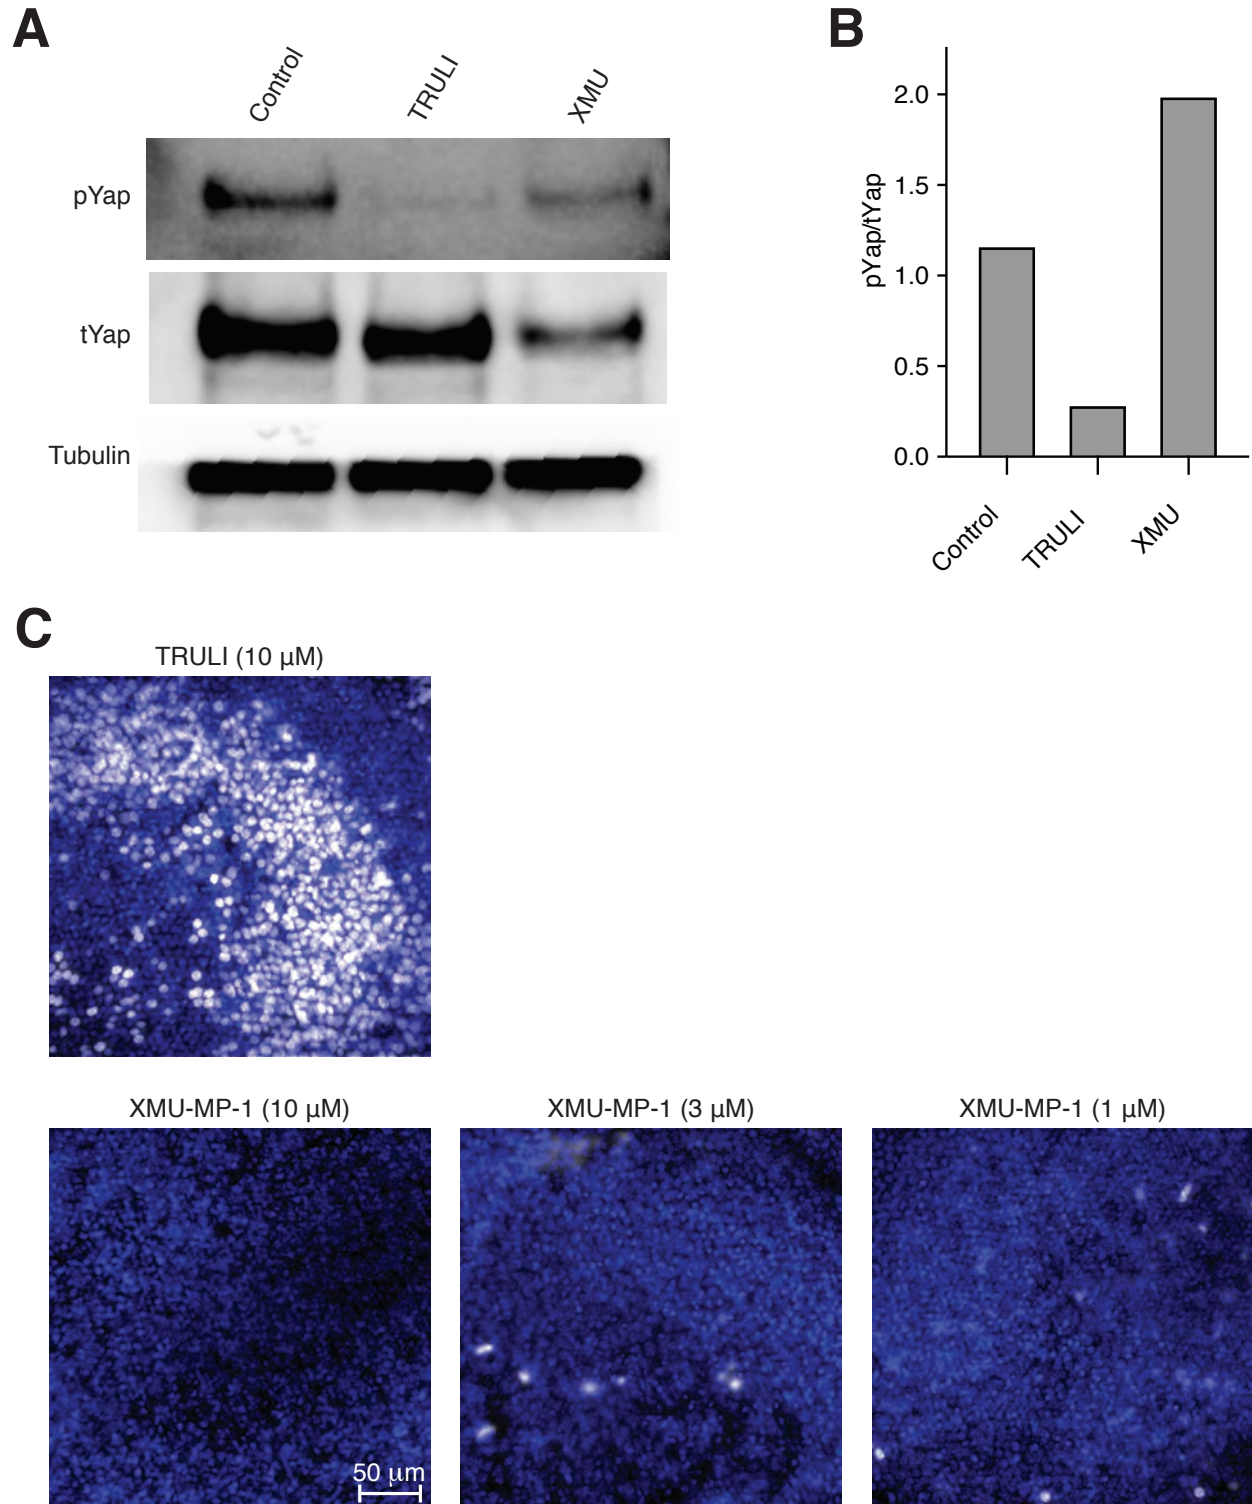 A
Control
TRULI
XMU
pYap
tYap
Tubulin
B
pYap/tYap
2.0
1.5
1.0
0.5
0.0
Control
TRULI
XMU
C
TRULI (10 µM)
XMU-MP-1 (10 µM)
XMU-MP-1 (3 µM)
XMU-MP-1 (1 µM)
50 µm